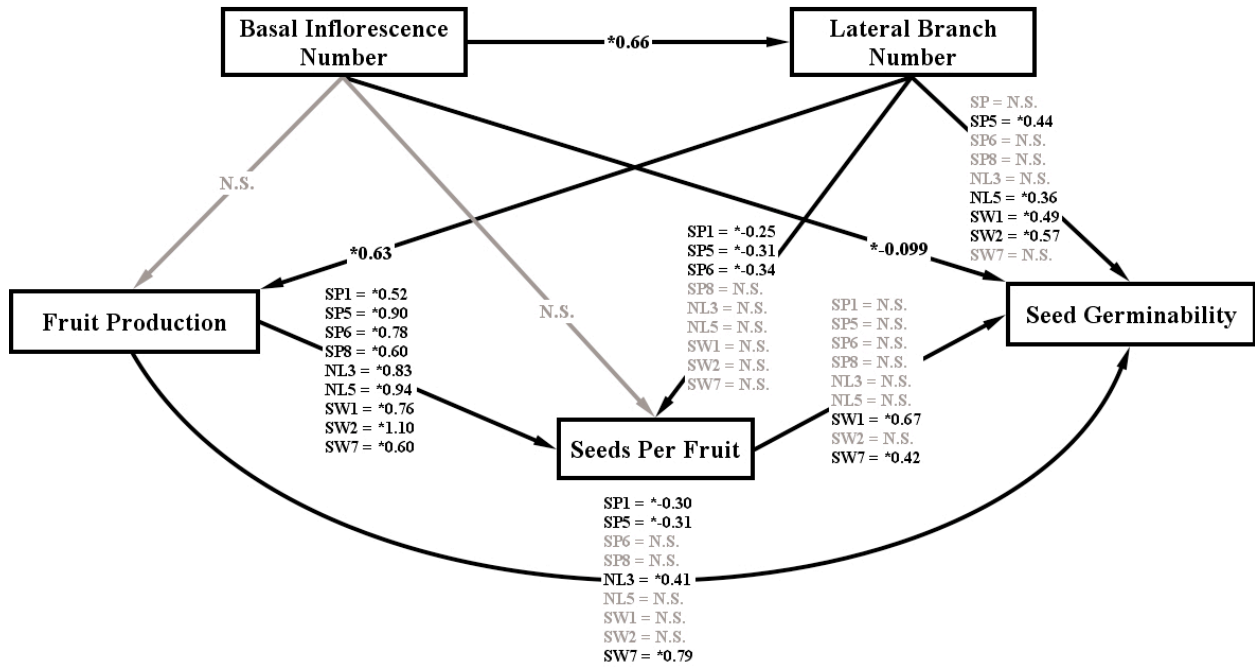 Basal Inflorescence
Number
*0.66
Lateral Branch
Number
SP = N.S.
SP5 = *0.44
SP6 = N.S.
SP8 = N.S.
NL3 = N.S.
NL5 = *0.36
SW1 = *0.49
SW2 = *0.57
SW7 = N.S.
N.S.
*0.63
SP1 = *-0.25
SP5 = *-0.31
SP6 = *-0.34
SP8 = N.S.
NL3 = N.S.
NL5 = N.S.
SW1 = N.S.
SW2 = N.S.
SW7 = N.S.
*-0.099
Fruit Production
SP1 = *0.52
SP5 = *0.90
SP6 = *0.78
SP8 = *0.60
NL3 = *0.83
NL5 = *0.94
SW1 = *0.76
SW2 = *1.10
SW7 = *0.60
N.S.
SP1 = N.S.
SP5 = N.S.
SP6 = N.S.
SP8 = N.S.
NL3 = N.S.
NL5 = N.S.
SW1 = *0.67
SW2 = N.S.
SW7 = *0.42
Seed Germinability
Seeds Per Fruit
SP1 = *-0.30
SP5 = *-0.31
SP6 = N.S.
SP8 = N.S.
NL3 = *0.41
NL5 = N.S.
SW1 = N.S.
SW2 = N.S.
SW7 = *0.79